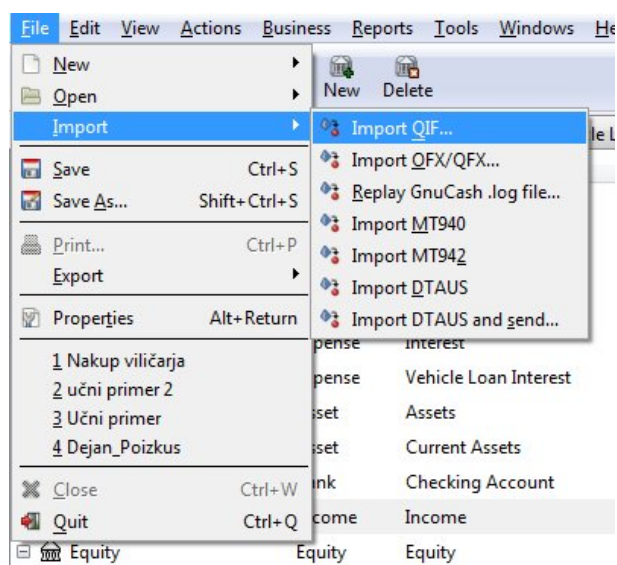 File Edit View Actions Business Reports Tools Windows He
New
Open
Import
Save Ctrl+S
Save As... Shift+Ctrl+S
Print... Ctrl+P
Export
Properties Alt+Return
1 Nakup viličarja
2 učni primer 2
3 Učni primer
4 Dejan_Poizkus
Close Ctrl+W
Quit Ctrl+Q
New Delete
Import QIF...
Import OFX/QFX...
Replay GnuCash .log file...
Import MT940
Import MT942
Import DTAUS
Import DTAUS and send...
le L
pense Interest
pense Vehicle Loan Interest
sset Assets
sset Current Assets
nk Checking Account
come Income
Equity Equity Equity